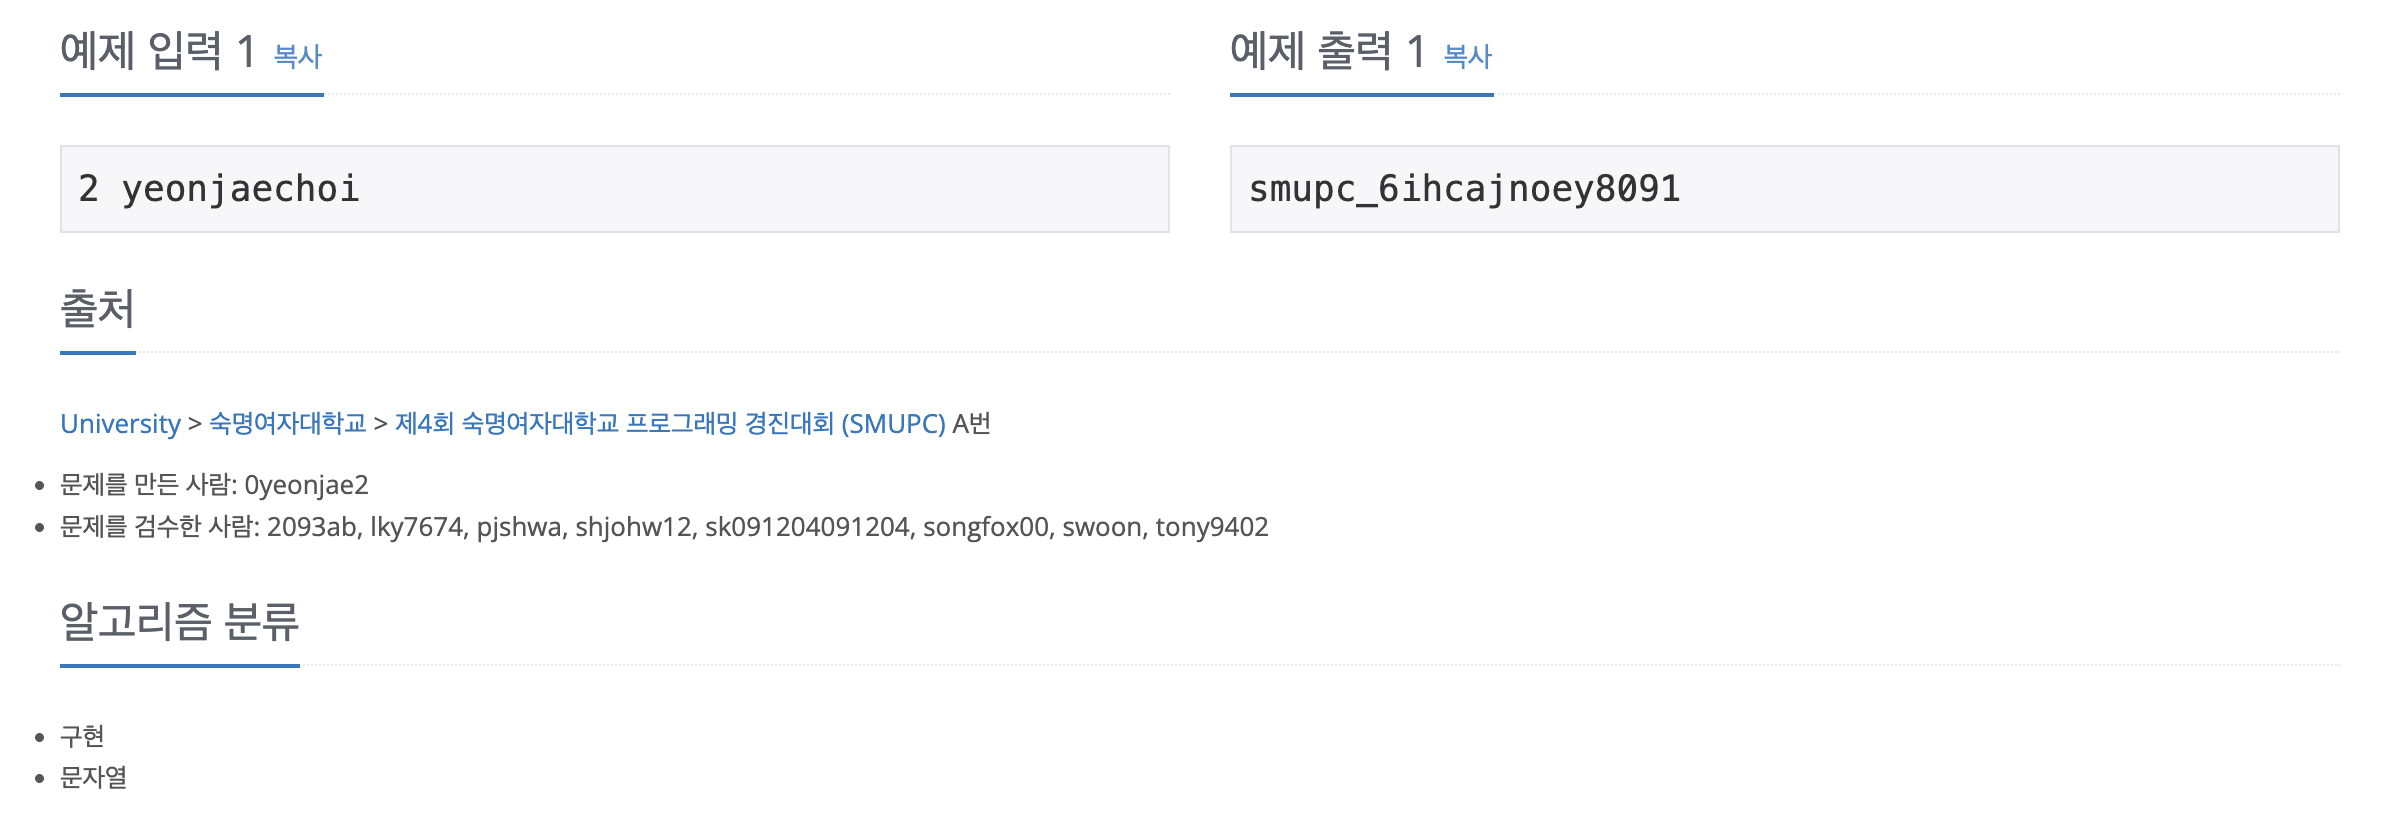 예제 입력 1 복사
2 yeonjaechoi
예제 출력 1 복사
smupc_6ihcajnoey8091
출처
University > 숙명여자대학교 > 제4회 숙명여자대학교 프로그래밍 경진대회 (SMUPC) A번
문제를 만든 사람: 0yeonjae2
문제를 검수한 사람: 2093ab, lky7674, pjshwa, shjohw12, sk091204091204, songfox00, swoon, tony9402
알고리즘 분류
구현
문자열